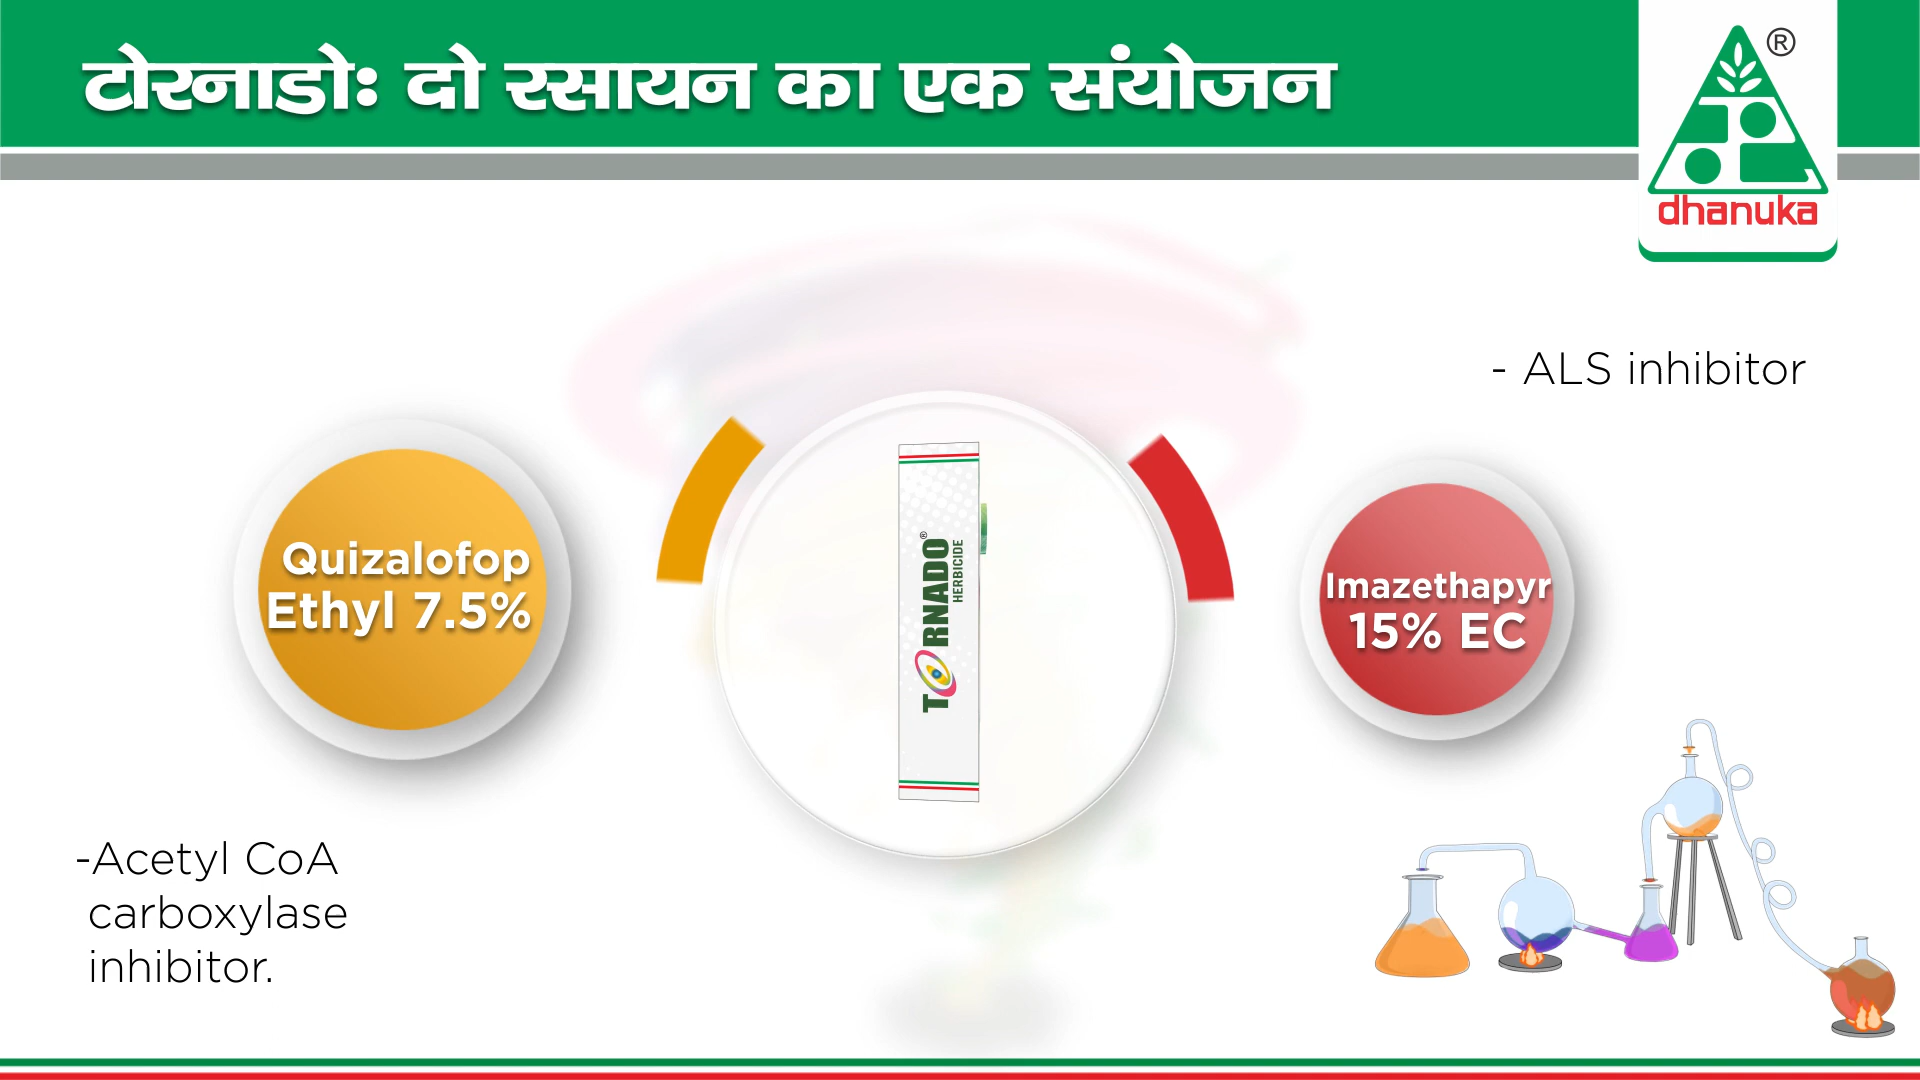 टोरनाडोः दो रसायन का एक संयोजन
®
dhanuka
- ALS inhibitor
Quizalofop
Ethyl 7.5%
TORNADO®
HERBICIDE
Imazethapyr
15% EC
-Acetyl CoA
carboxylase
inhibitor.